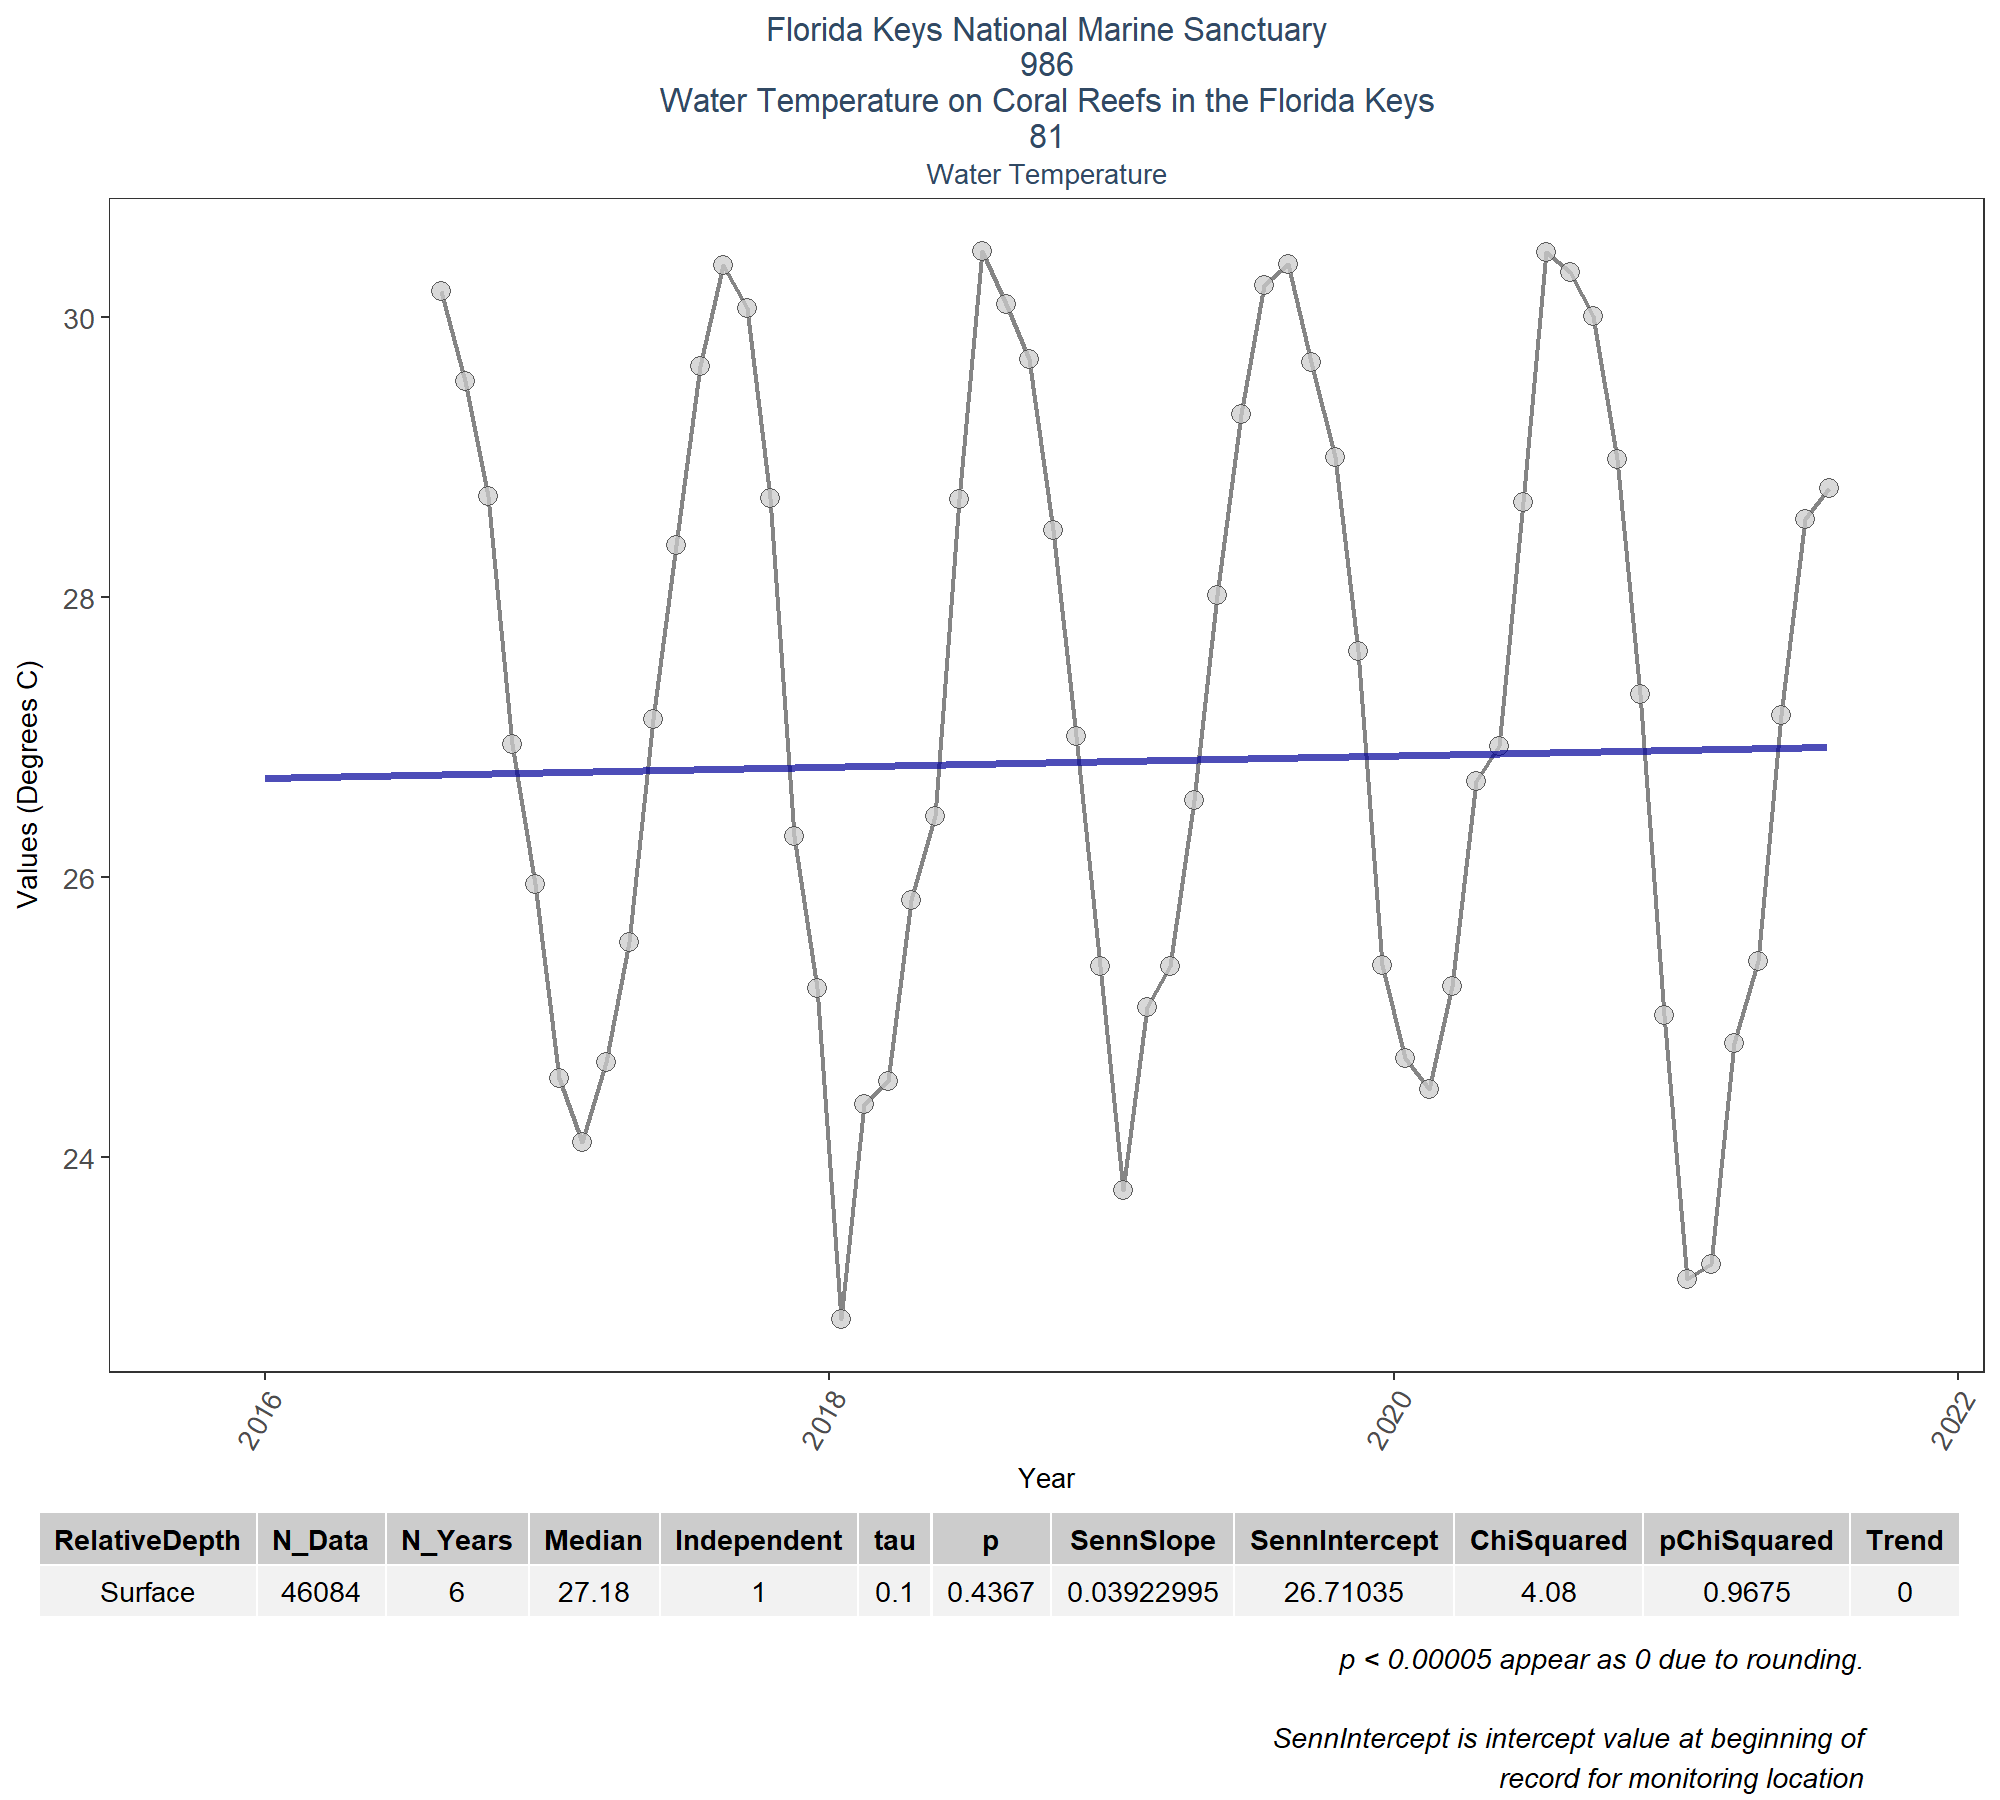 Florida Keys National Marine Sanctuary
986
Water Temperature on Coral Reefs in the Florida Keys
81
Water Temperature
Values (Degrees C)
30
28
26
24
2016
2018
2020
2022
Year
RelativeDepth N_Data N_Years Median Independent tau p SennSlope SennIntercept ChiSquared pChiSquared Trend
Surface 46084 6 27.18 1 0.1 0.4367 0.03922995 26.71035 4.08 0.9675 0
p < 0.00005 appear as 0 due to rounding.
SennIntercept is intercept value at beginning of
record for monitoring location